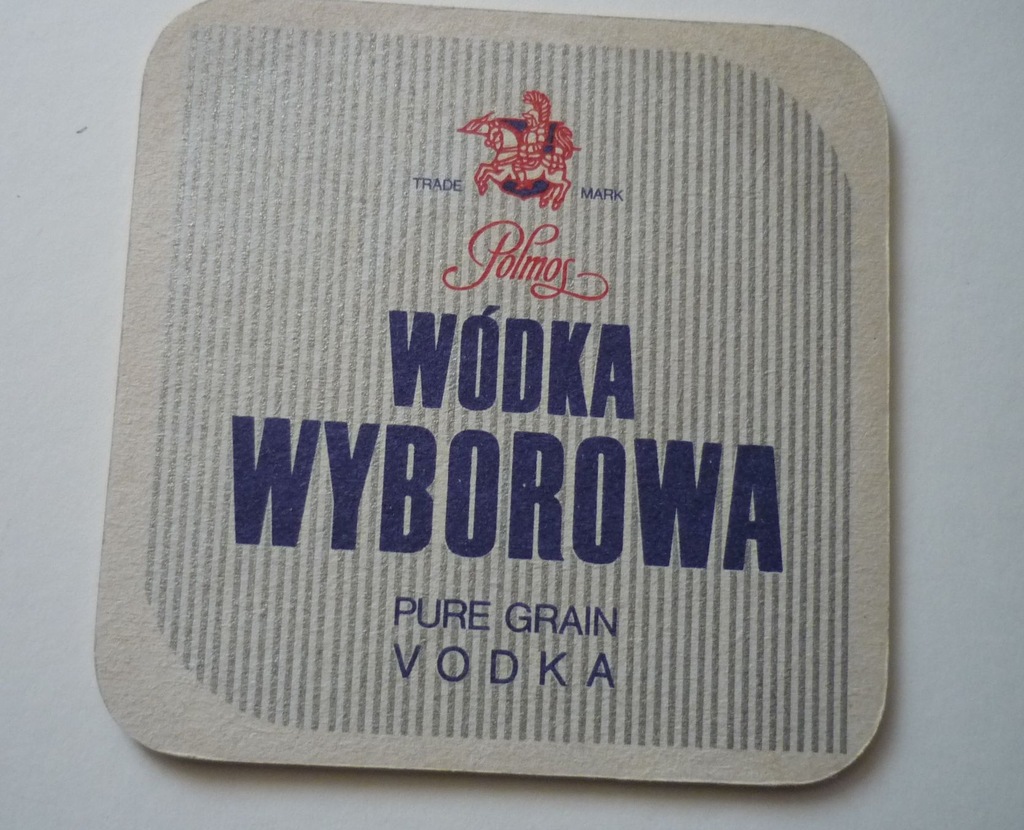 TRADE MARK
Polmos
WÓDKA
WYBOROWA
PURE GRAIN
VODKA